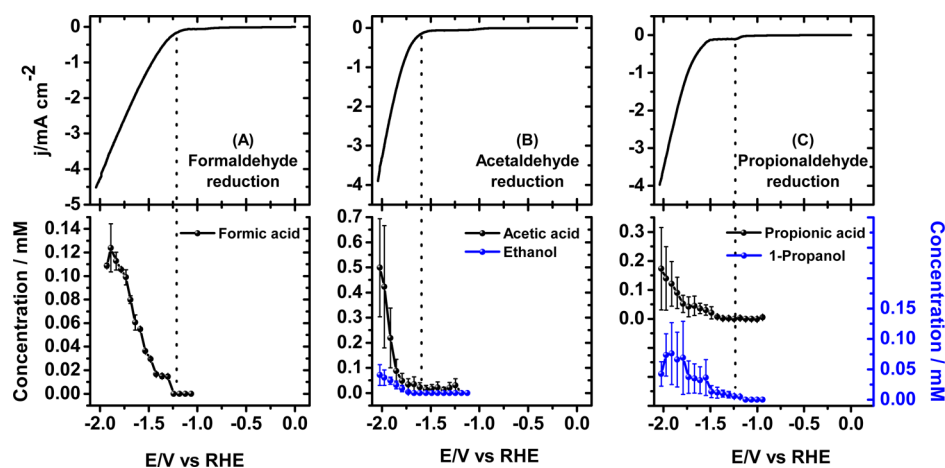 0
-1
-2
-3
-4
-5
j/mA cm-2
(A)
Formaldehyde
reduction
0
-1
-2
-3
-4
(B)
Acetaldehyde
reduction
0
-1
-2
-3
-4
(C)
Propionaldehyde
reduction
0.14
0.12
0.10
0.08
0.06
0.04
0.02
0.00
Concentration / mM
Formic acid
-2.0 -1.5 -1.0 -0.5 0.0
E/V vs RHE
0.7
0.6
0.5
0.4
0.3
0.2
0.1
0.0
Acetic acid
Ethanol
-2.0 -1.5 -1.0 -0.5 0.0
E/V vs RHE
0.3
0.2
0.1
0.0
Propionic acid
1-Propanol
0.15
0.10
0.05
0.00
Concentration / mM
-2.0 -1.5 -1.0 -0.5 0.0
E/V vs RHE